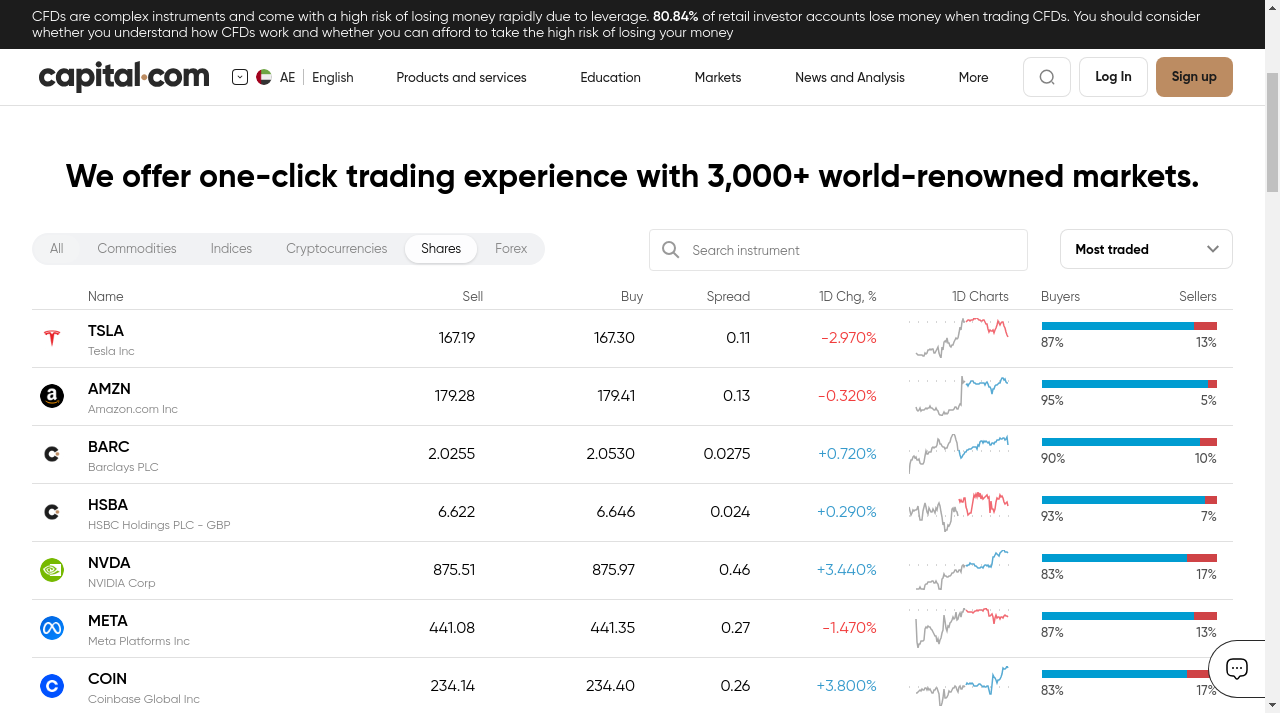 CFDs are complex instruments and come with a high risk of losing money rapidly due to leverage. 80.84% of retail investor accounts lose money when trading CFDs. You should consider
whether you understand how CFDs work and whether you can afford to take the high risk of losing your money
capital.com
AE English
Products and services
Education
Markets
News and Analysis
More
Log In
Sign up
We offer one-click trading experience with 3,000+ world-renowned markets.
All Commodities Indices Cryptocurrencies Shares Forex
Search instrument
Most traded
Name Sell Buy Spread 1D Chg, % 1D Charts Buyers Sellers
TSLA
Tesla Inc
167.19 167.30 0.11 -2.970%
87% 13%
AMZN
Amazon.com Inc
179.28 179.41 0.13 -0.320%
95% 5%
BARC
Barclays PLC
2.0255 2.0530 0.0275 +0.720%
90% 10%
HSBA
HSBC Holdings PLC - GBP
6.622 6.646 0.024 +0.290%
93% 7%
NVDA
NVIDIA Corp
875.51 875.97 0.46 +3.440%
83% 17%
META
Meta Platforms Inc
441.08 441.35 0.27 -1.470%
87% 13%
COIN
Coinbase Global Inc
234.14 234.40 0.26 +3.800%
83% 17%